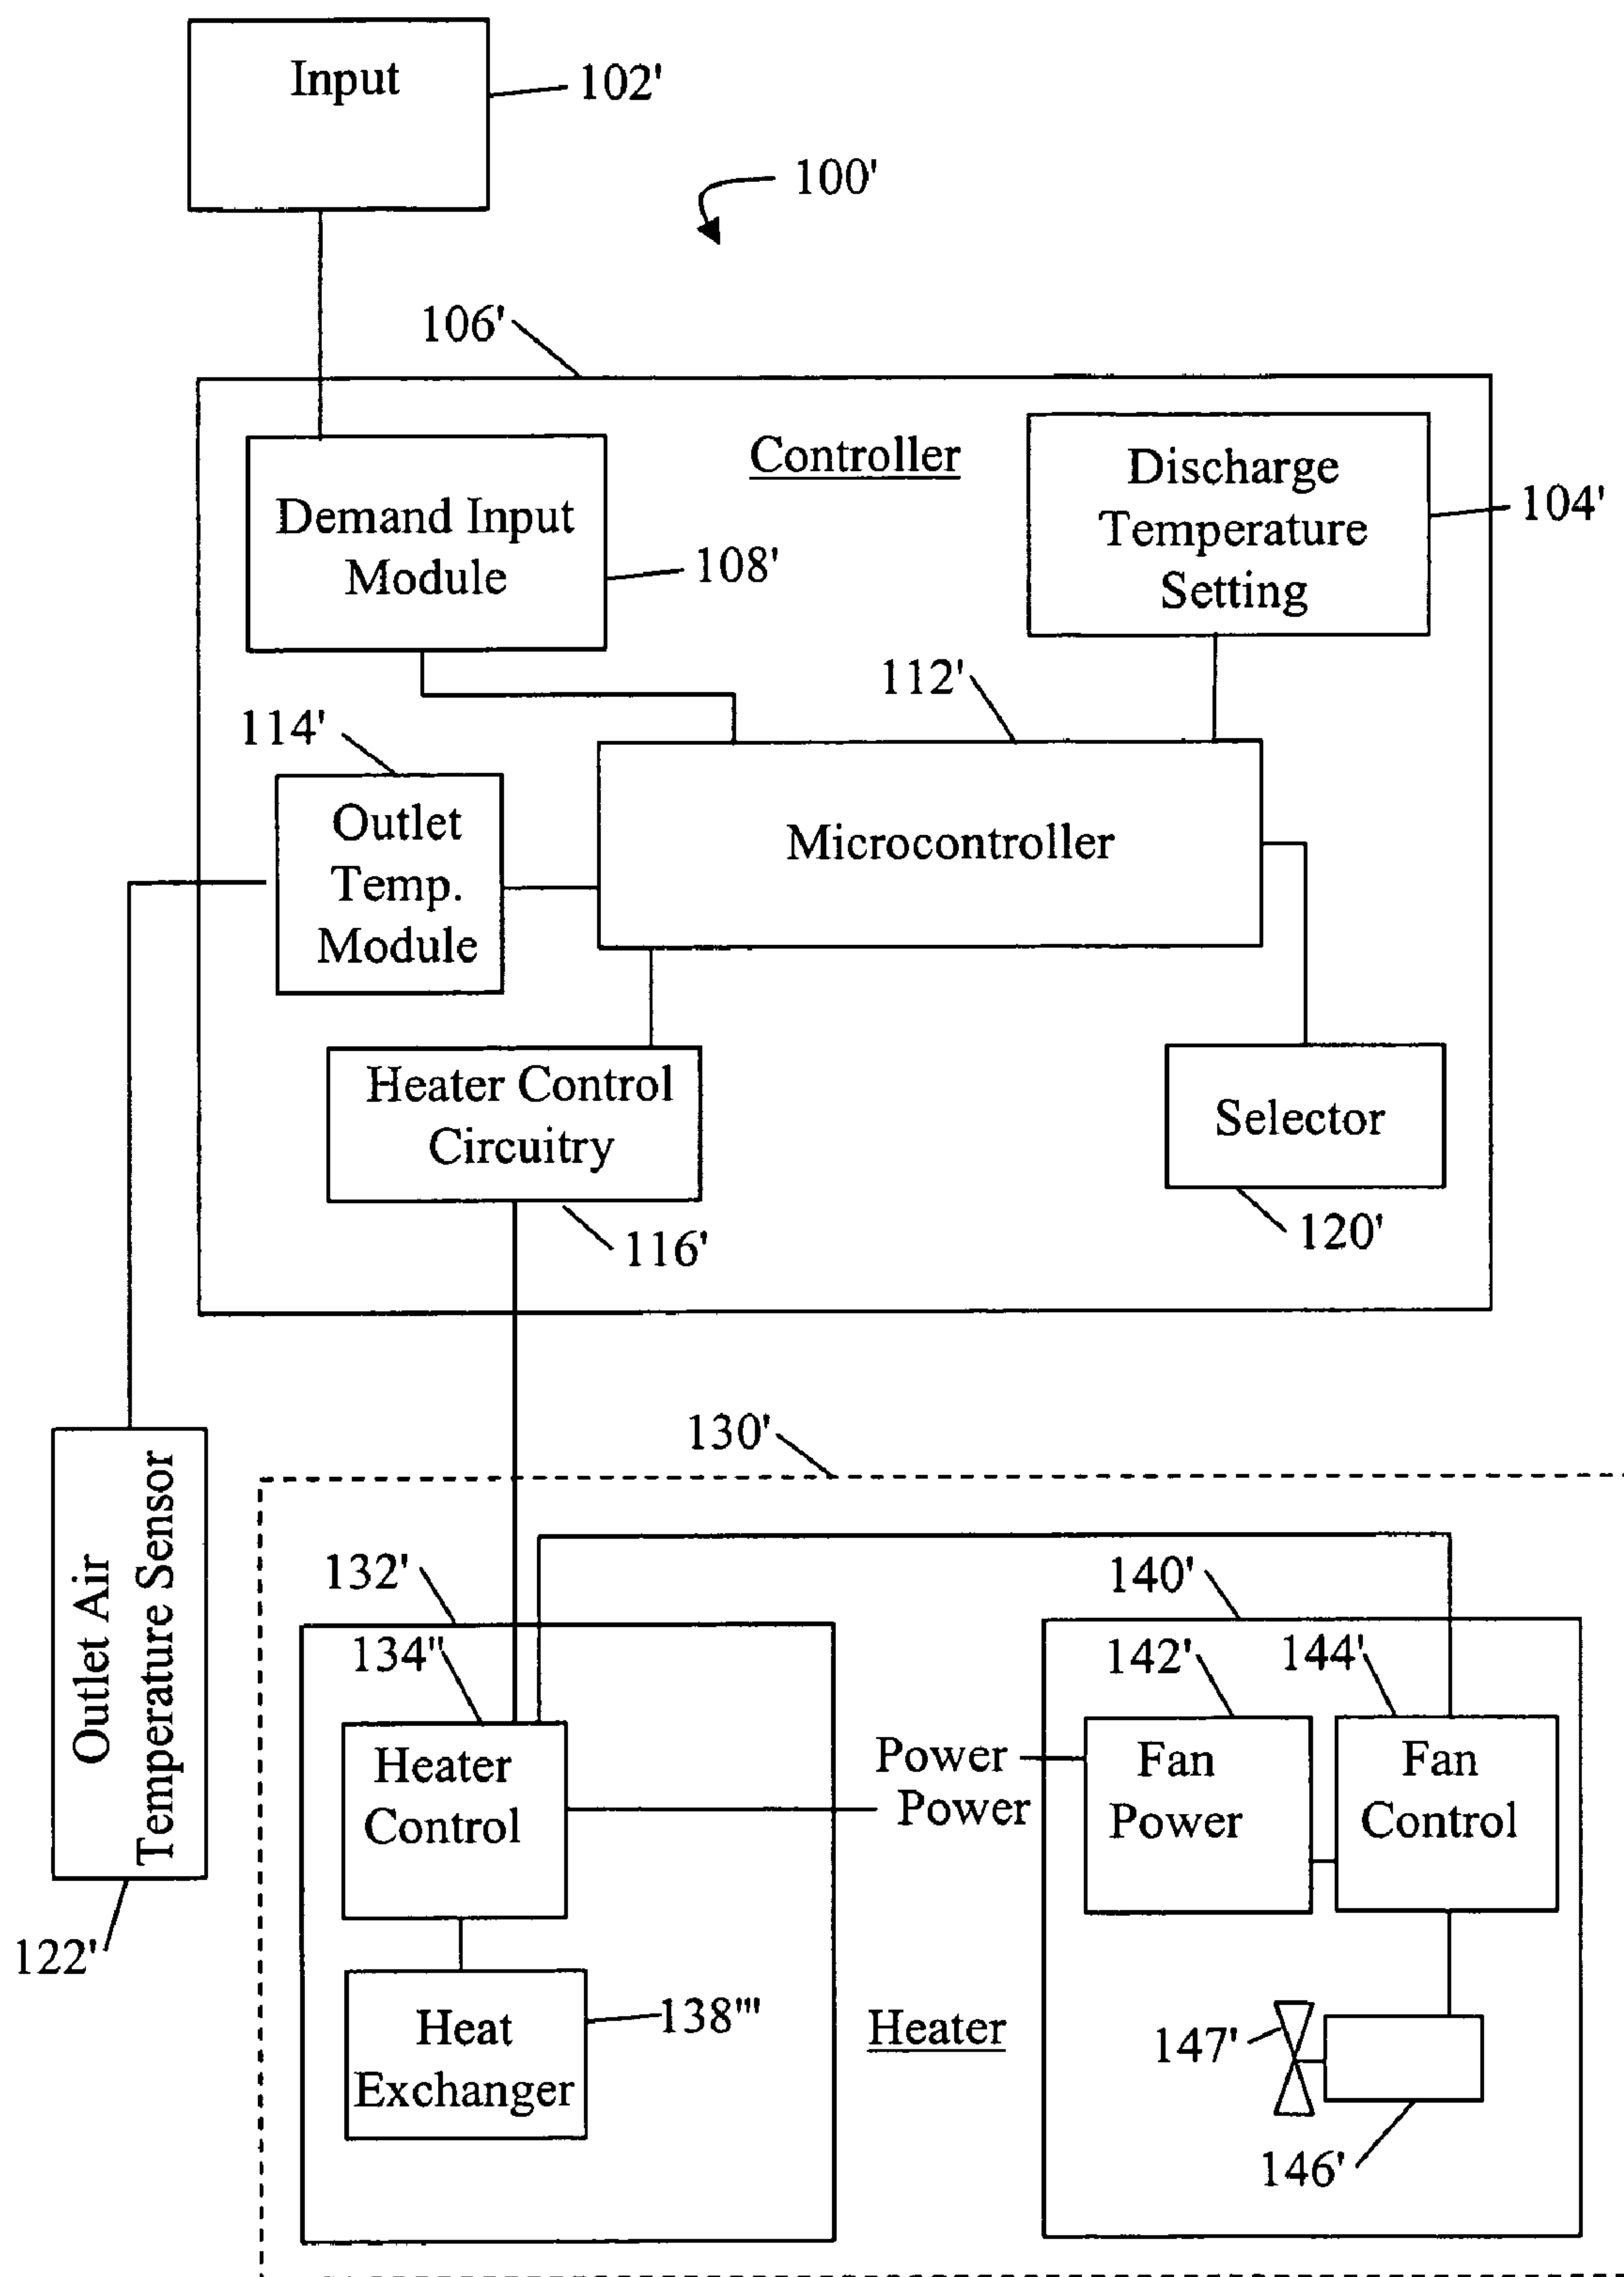 Input
102'
100'
106'
Controller
Discharge
Temperature
Setting
104'
Demand Input
Module
108'
112'
114'
Outlet
Temp.
Module
Microcontroller
Heater Control
Circuitry
116'
Selector
120'
130'
Outlet Air
Temperature Sensor
122'
132'
134"
Heater
Control
140'
142'
144'
Power
Power
Fan
Power
Fan
Control
Heat
Exchanger
138'"
Heater
147'
146'